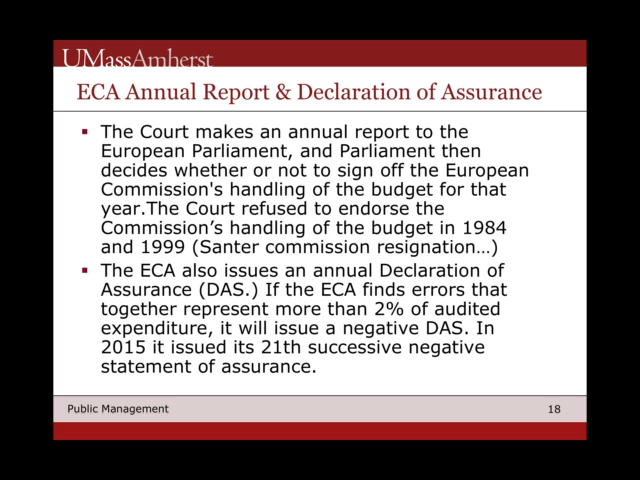 UMassAmherst
ECA Annual Report & Declaration of Assurance
▪ The Court makes an annual report to the
European Parliament, and Parliament then
decides whether or not to sign off the European
Commission's handling of the budget for that
year.The Court refused to endorse the
Commission’s handling of the budget in 1984
and 1999 (Santer commission resignation…)
▪ The ECA also issues an annual Declaration of
Assurance (DAS.) If the ECA finds errors that
together represent more than 2% of audited
expenditure, it will issue a negative DAS. In
2015 it issued its 21th successive negative
statement of assurance.
Public Management 18